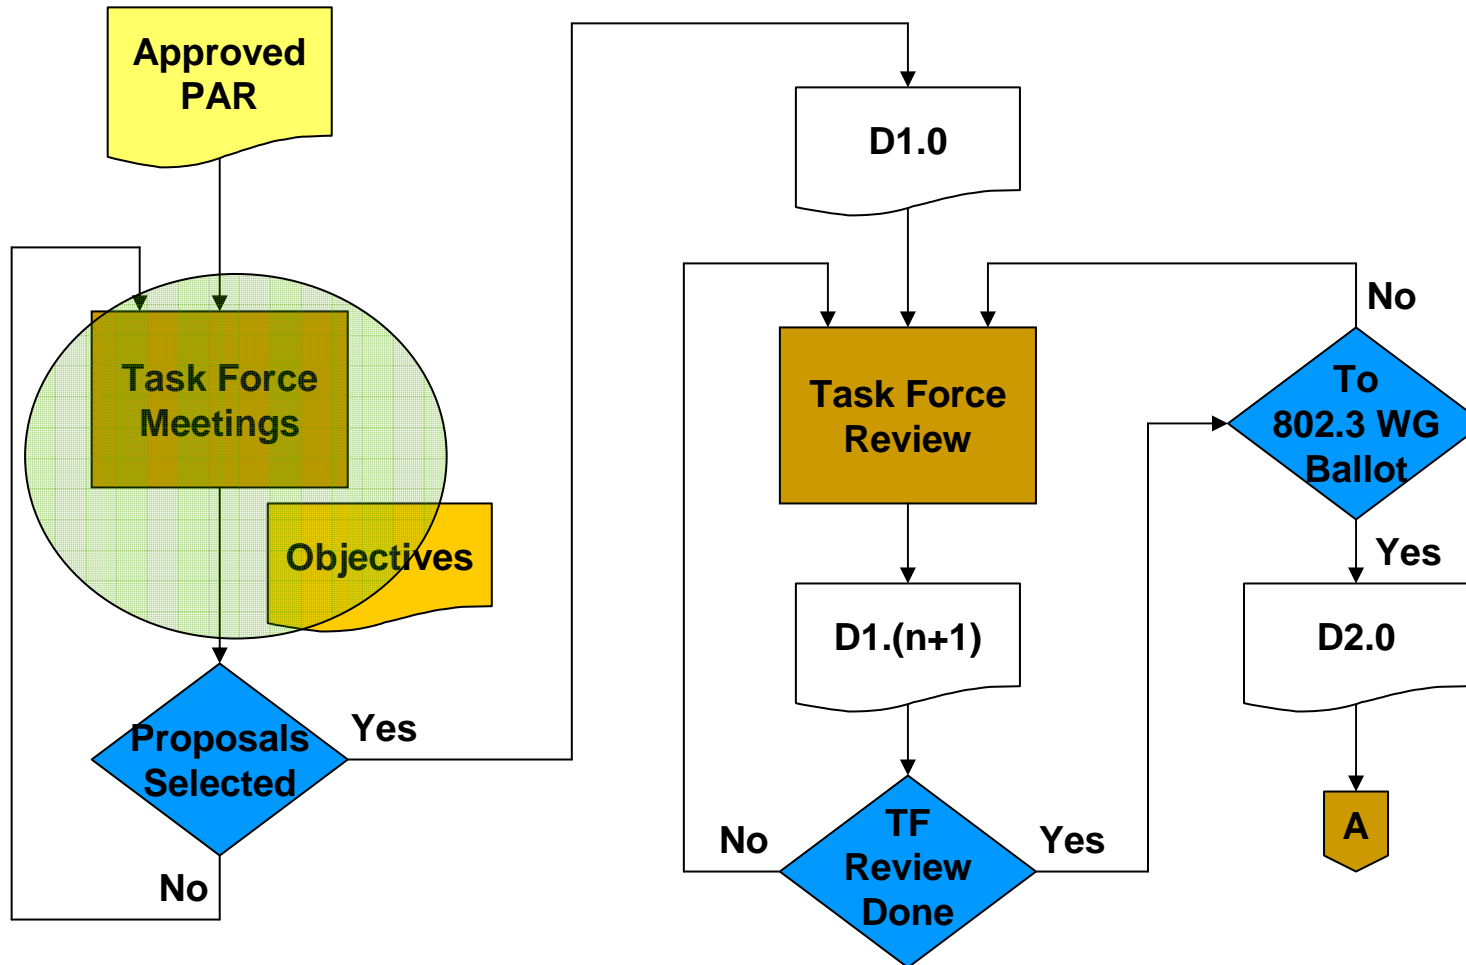 Approved
PAR
Task Force
Meetings
Objectives
Proposals
Selected
Yes
No
D1.0
Task Force
Review
D1.(n+1)
TF
Review
Done
No
Yes
To
802.3 WG
Ballot
No
Yes
D2.0
A